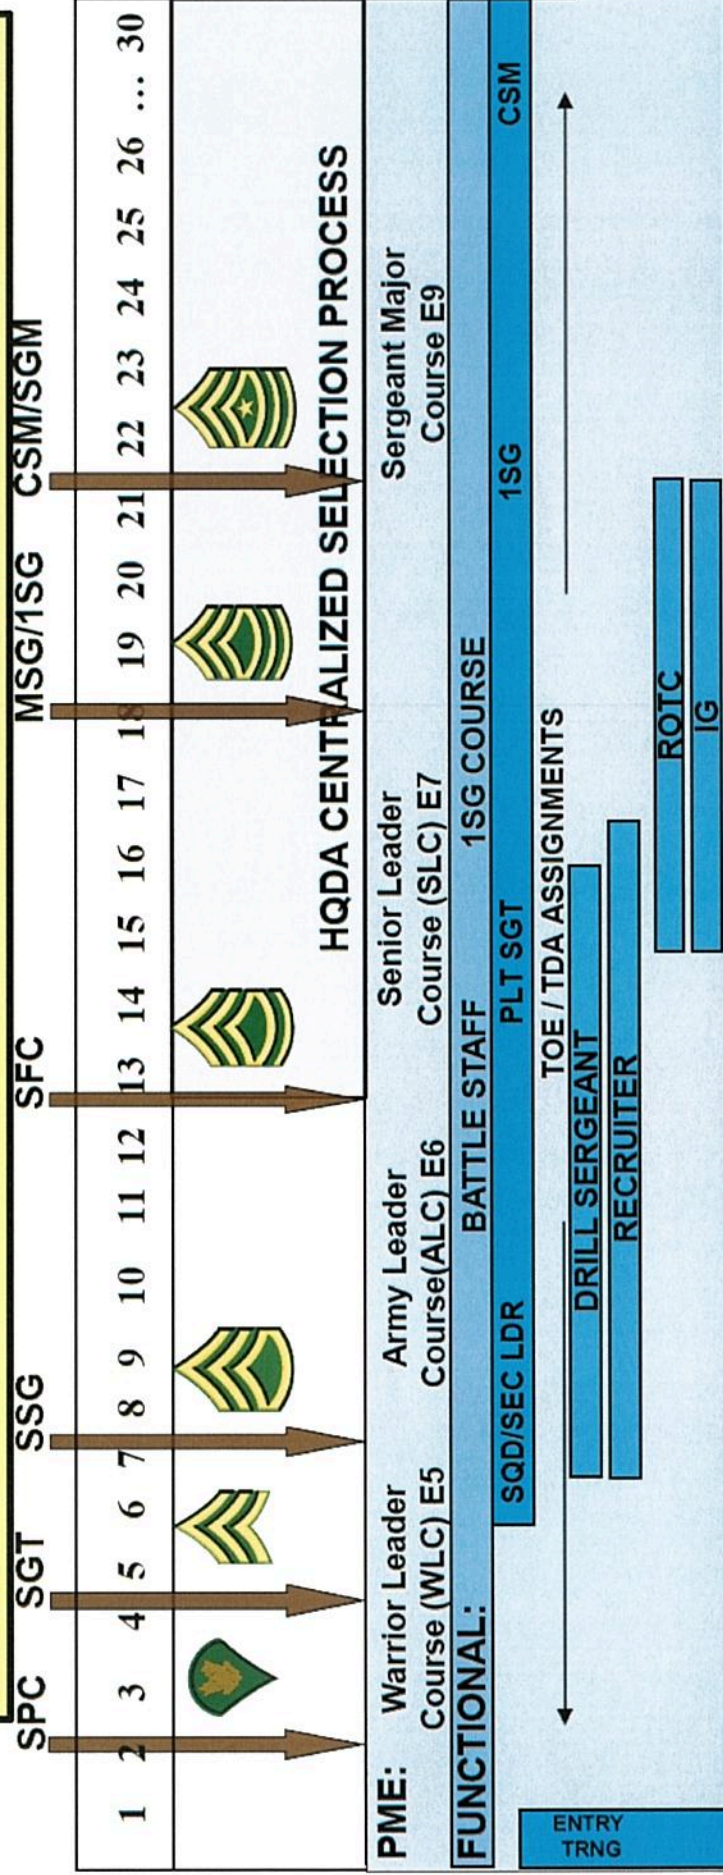 SPC SGT SSG SFC MSG/1SG CSM/SGM
1 2 3 4 5 6 7 8 9 10 11 12 13 14 15 16 17 18 19 20 21 22 23 24 25 26 ... 30
HQDA CENTRALIZED SELECTION PROCESS
PME:
Warrior Leader
Course (WLC) E5
Army Leader
Course(ALC) E6
Senior Leader
Course (SLC) E7
Sergeant Major
Course E9
FUNCTIONAL: BATTLE STAFF 1SG COURSE
SQD/SEC LDR PLT SGT 1SG CSM
TOE / TDA ASSIGNMENTS
ENTRY
TRNG
DRILL SERGEANT
RECRUITER
ROTC
IG